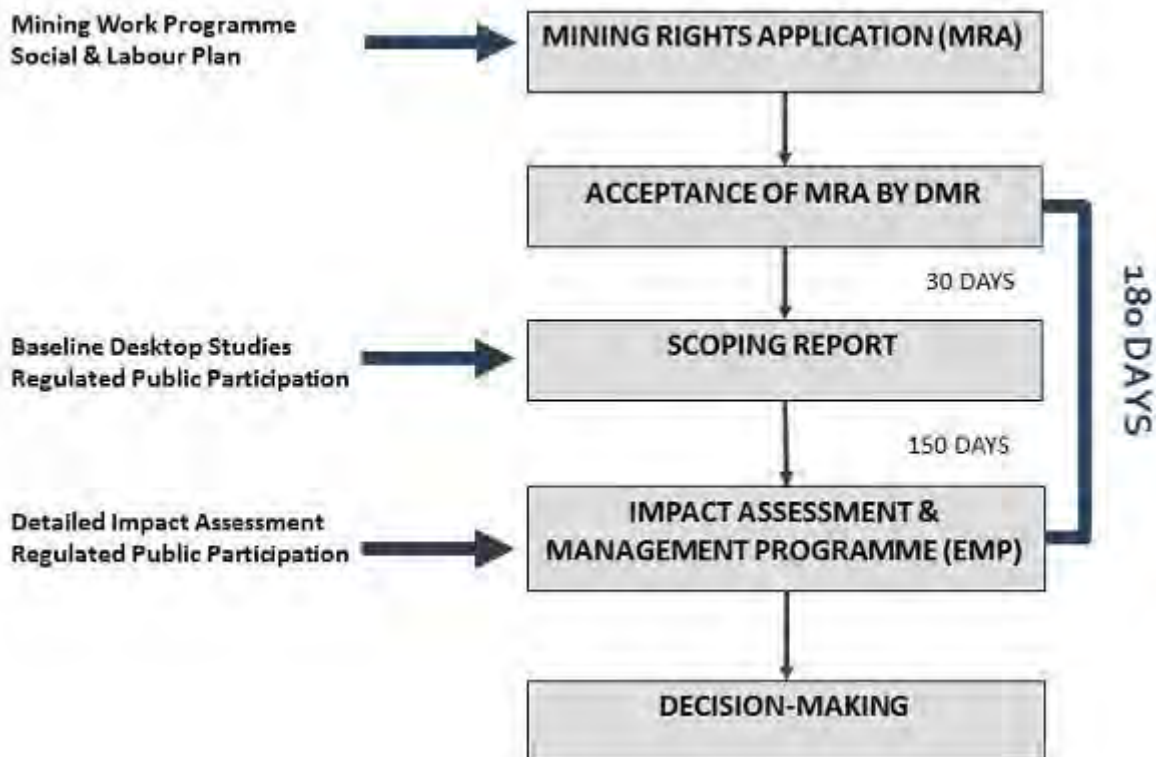 Mining Work Programme
Social & Labour Plan
MINING RIGHTS APPLICATION (MRA)
ACCEPTANCE OF MRA BY DMR
30 DAYS
Baseline Desktop Studies
Regulated Public Participation
SCOPING REPORT
150 DAYS
180 DAYS
Detailed Impact Assessment
Regulated Public Participation
IMPACT ASSESSMENT &
MANAGEMENT PROGRAMME (EMP)
DECISION-MAKING